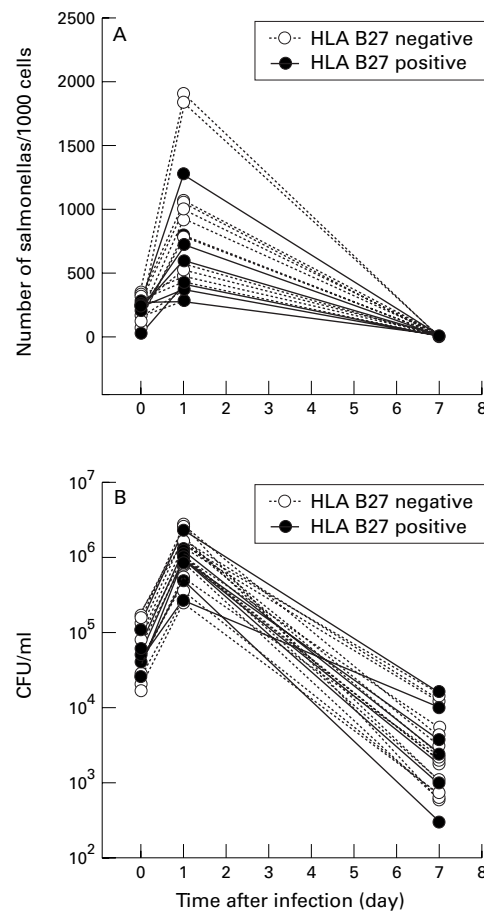 A
HLA B27 negative
HLA B27 positive
Number of salmonellas/1000 cells
2500
2000
1500
1000
500
0
0 1 2 3 4 5 6 7 8
B
HLA B27 negative
HLA B27 positive
CFU/ml
10⁷
10⁶
10⁵
10⁴
10³
10²
0 1 2 3 4 5 6 7 8
Time after infection (day)